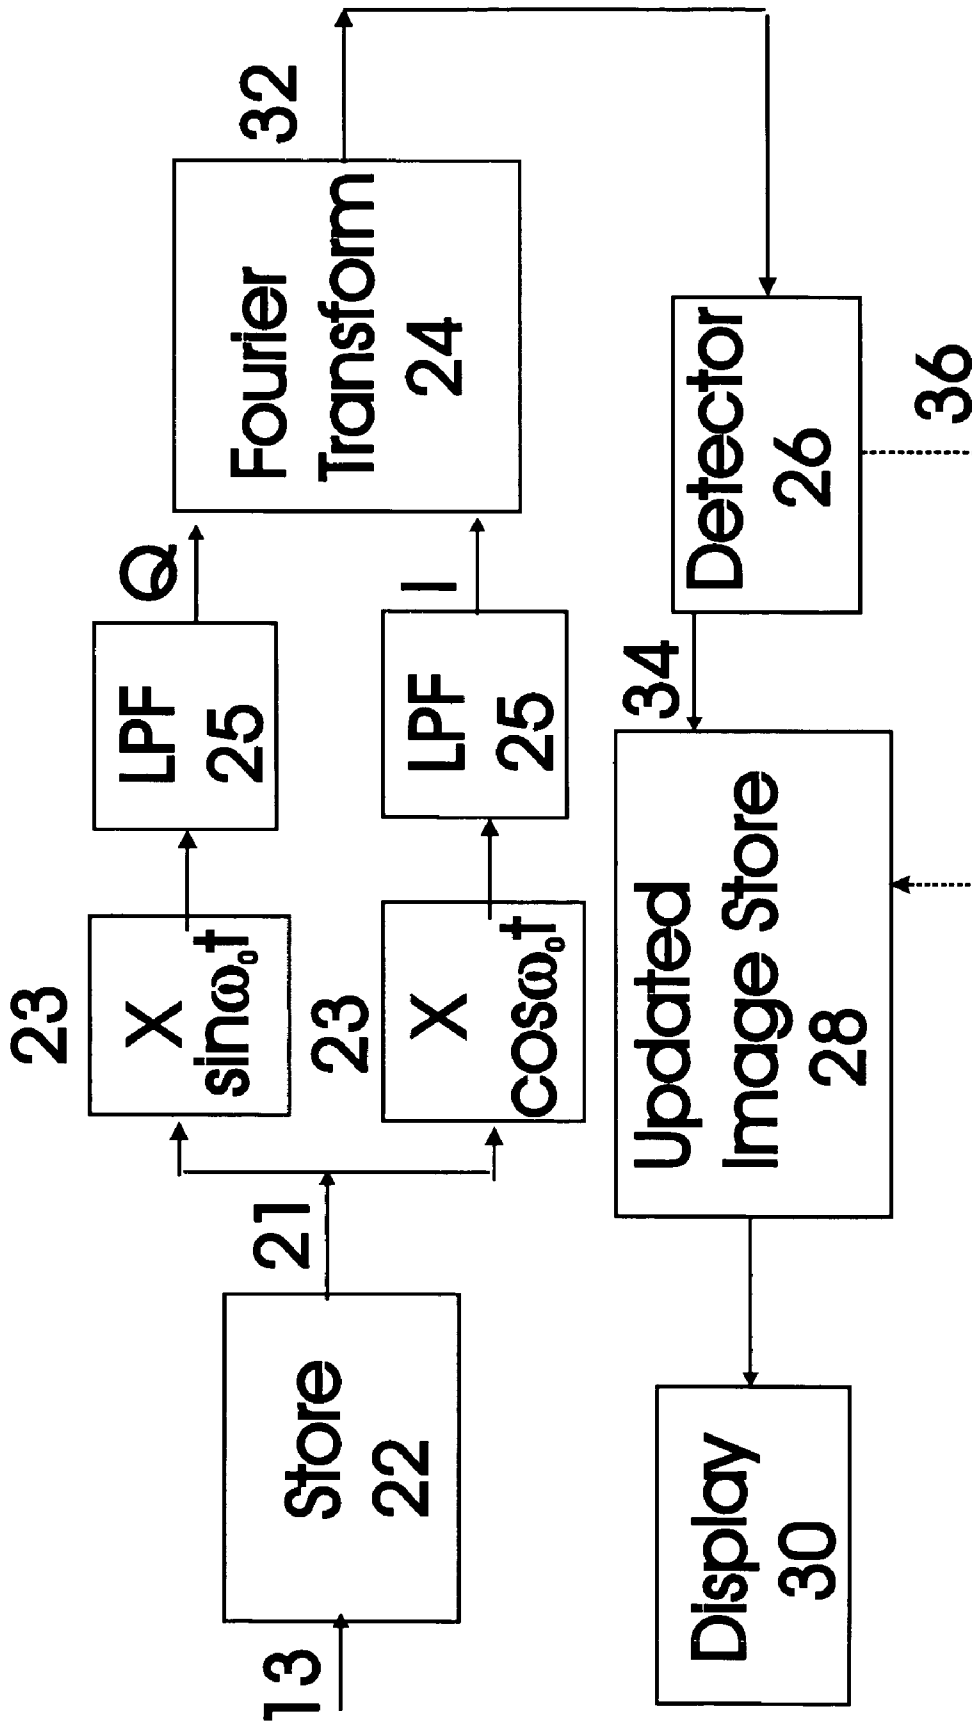 13
Store
22
21
23
X
sinω₀t
23
X
cosω₀t
LPF
25
LPF
25
Q
I
Fourier
Transform
24
32
Detector
26
36
34
Updated
Image Store
28
Display
30